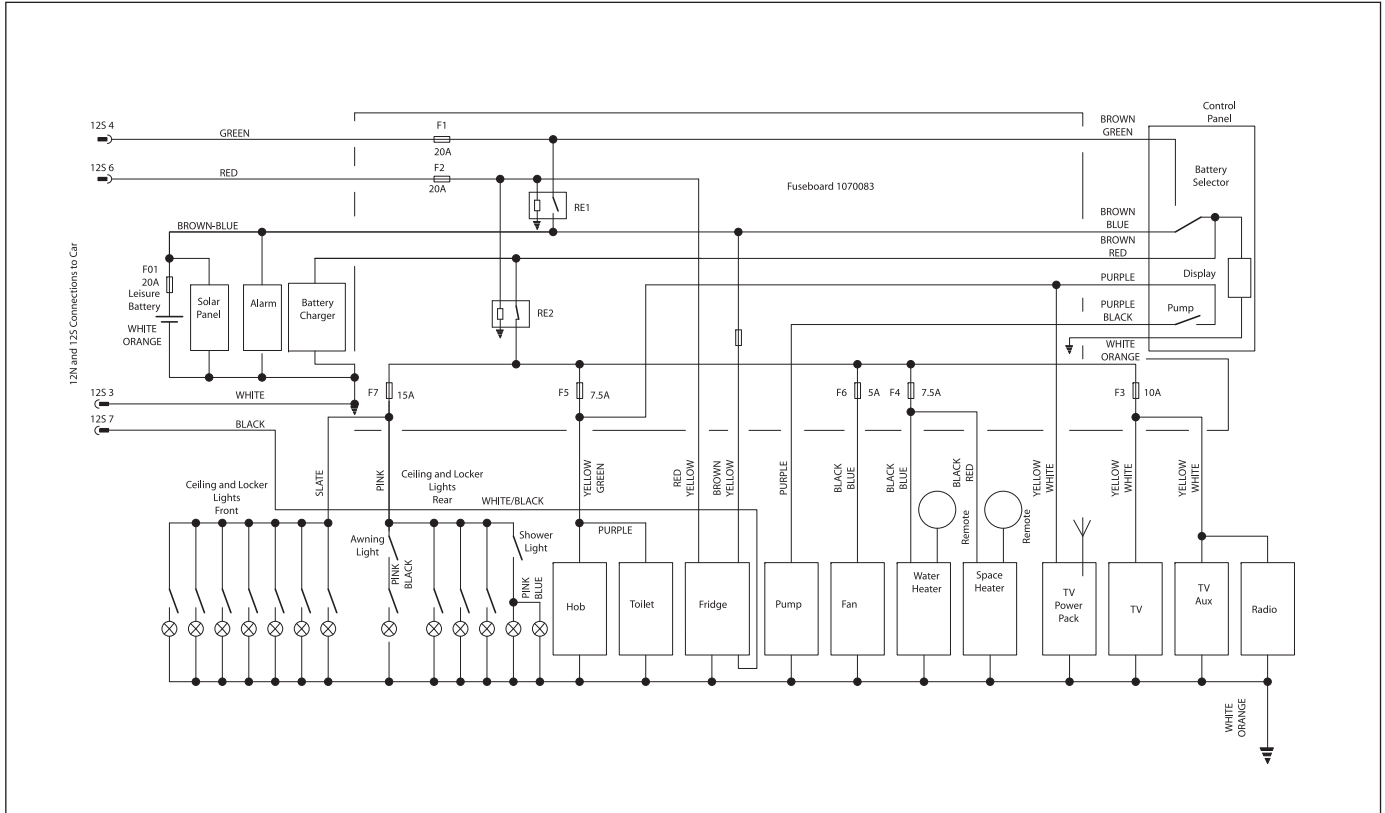 Control
Panel
BROWN
GREEN
12S 4
GREEN
F1
20A
12S 6
RED
F2
20A
Battery
Selector
Fuseboard 1070083
RE1
BROWN
BLUE
BROWN-BLUE
BROWN
RED
F01
20A
Leisure
Battery
WHITE
ORANGE
Solar
Panel
Alarm
Battery
Charger
PURPLE
Display
RE2
PURPLE
BLACK
Pump
WHITE
ORANGE
12N and 12S Connections to Car
12S 3
WHITE
F7
15A
F5
7.5A
F6
5A
F4
7.5A
F3
10A
12S 7
BLACK
SLATE
PINK
Ceiling and Locker
Lights
Front
Ceiling and Locker
Lights
Rear
WHITE/BLACK
YELLOW
GREEN
RED
YELLOW
BROWN
YELLOW
PURPLE
BLACK
BLUE
BLACK
BLUE
BLACK
RED
YELLOW
WHITE
YELLOW
WHITE
YELLOW
WHITE
Remote
Remote
Awning
Light
PINK
BLACK
Shower
Light
PINK
BLUE
PURPLE
Hob
Toilet
Fridge
Pump
Fan
Water
Heater
Space
Heater
TV
Power
Pack
TV
TV
Aux
Radio
WHITE
ORANGE